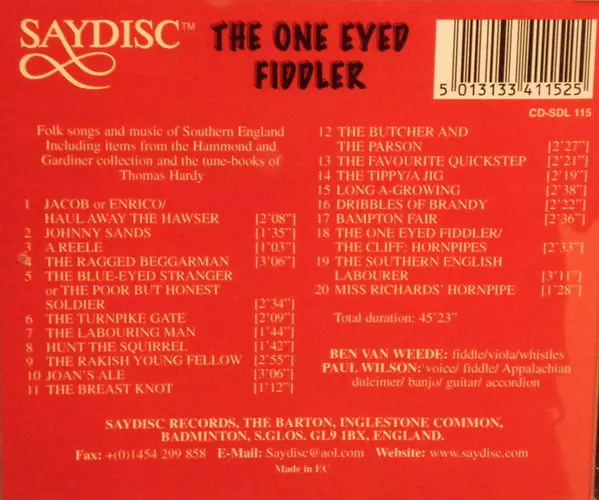 SAYDISC™
THE ONE EYED
FIDDLER
5 013133 411525
CD-SDL 115
Folk songs and music of Southern England
Including items from the Hammond and
Gardiner collection and the tune-books of
Thomas Hardy
1 JACOB or ENRICO/
HAUL AWAY THE HAWSER [2'08"]
2 JOHNNY SANDS [1'35"]
3 A REELE [1'03"]
4 THE RAGGED BEGGARMAN [3'06"]
5 THE BLUE-EYED STRANGER
or THE POOR BUT HONEST
SOLDIER [2'34"]
6 THE TURNPIKE GATE [2'09]
7 THE LABOURING MAN [1'44]
8 HUNT THE SQUIRREL [1'42"]
9 THE RAKISH YOUNG FELLOW [2'55"]
10 JOAN'S ALE [3'06"]
11 THE BREAST KNOT [1'12"]
12 THE BUTCHER AND
THE PARSON [2'27"]
13 THE FAVOURITE QUICKSTEP [2'21"]
14 THE TIPPY/A JIG [2'19"]
15 LONG A-GROWING [2'38"]
16 DRIBBLES OF BRANDY [2'22"]
17 BAMPTON FAIR [2'36"]
18 THE ONE EYED FIDDLER/
THE CLIFF: HORNPIPES [2'33"]
19 THE SOUTHERN ENGLISH
LABOURER [3'11"]
20 MISS RICHARDS' HORNPIPE [1'28"]
Total duration: 45'23"
BEN VAN WEEDE: fiddle/viola/whistles
PAUL WILSON: voice/ fiddle/ Appalachian
dulcimer/ banjo/ guitar/ accordion
SAYDISC RECORDS, THE BARTON, INGLESTONE COMMON,
BADMINTON, S.GLOS. GL9 1BX, ENGLAND.
Fax: +(0)1454 299 858 E-Mail: Saydisc@aol.com Website: www.saydisc.com
Made in EC